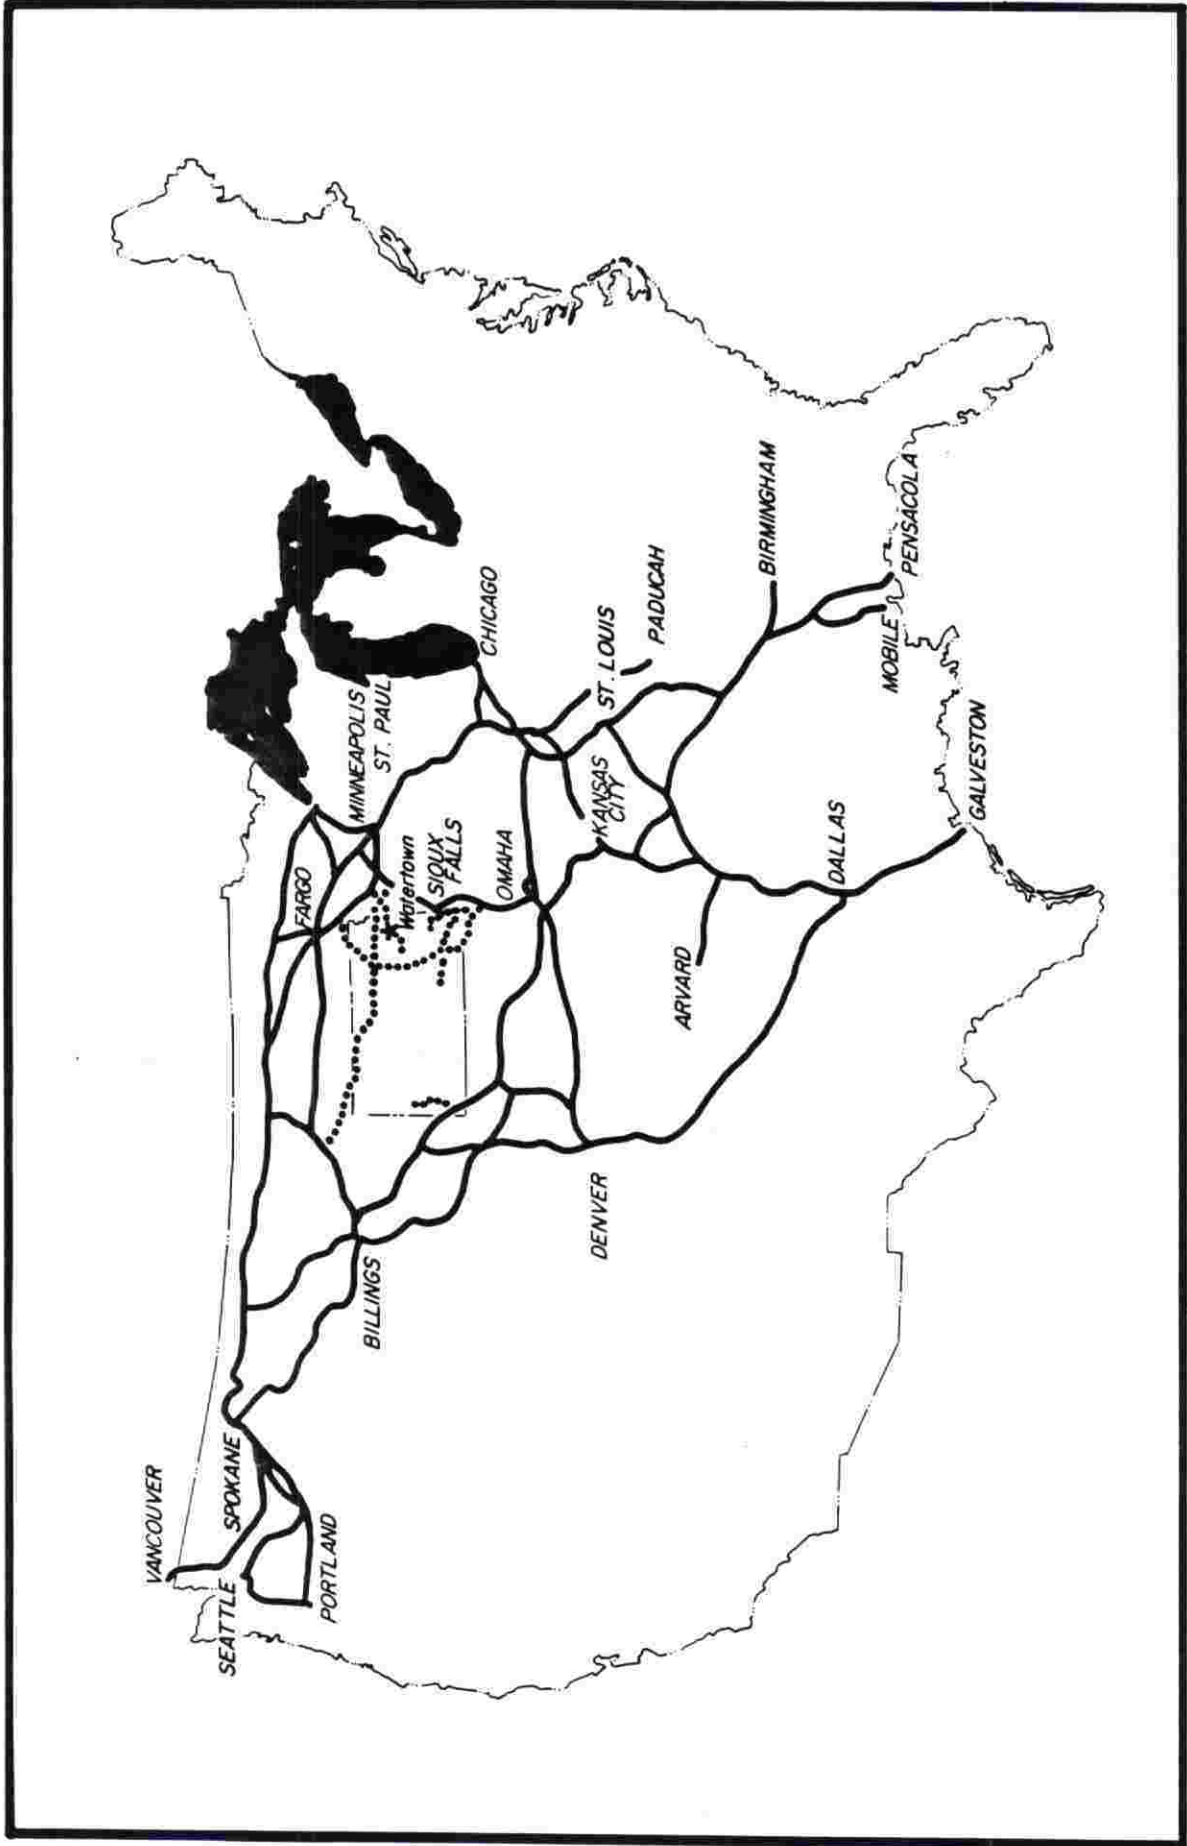 VANCOUVER
SEATTLE
SPOKANE
PORTLAND
BILLINGS
FARGO
MINNEAPOLIS
ST. PAUL
Watertown
SIOUX
FALLS
OMAHA
CHICAGO
DENVER
KANSAS
CITY
ST. LOUIS
PADUCAH
ARVARD
BIRMINGHAM
DALLAS
MOBILE
PENSACOLA
GALVESTON